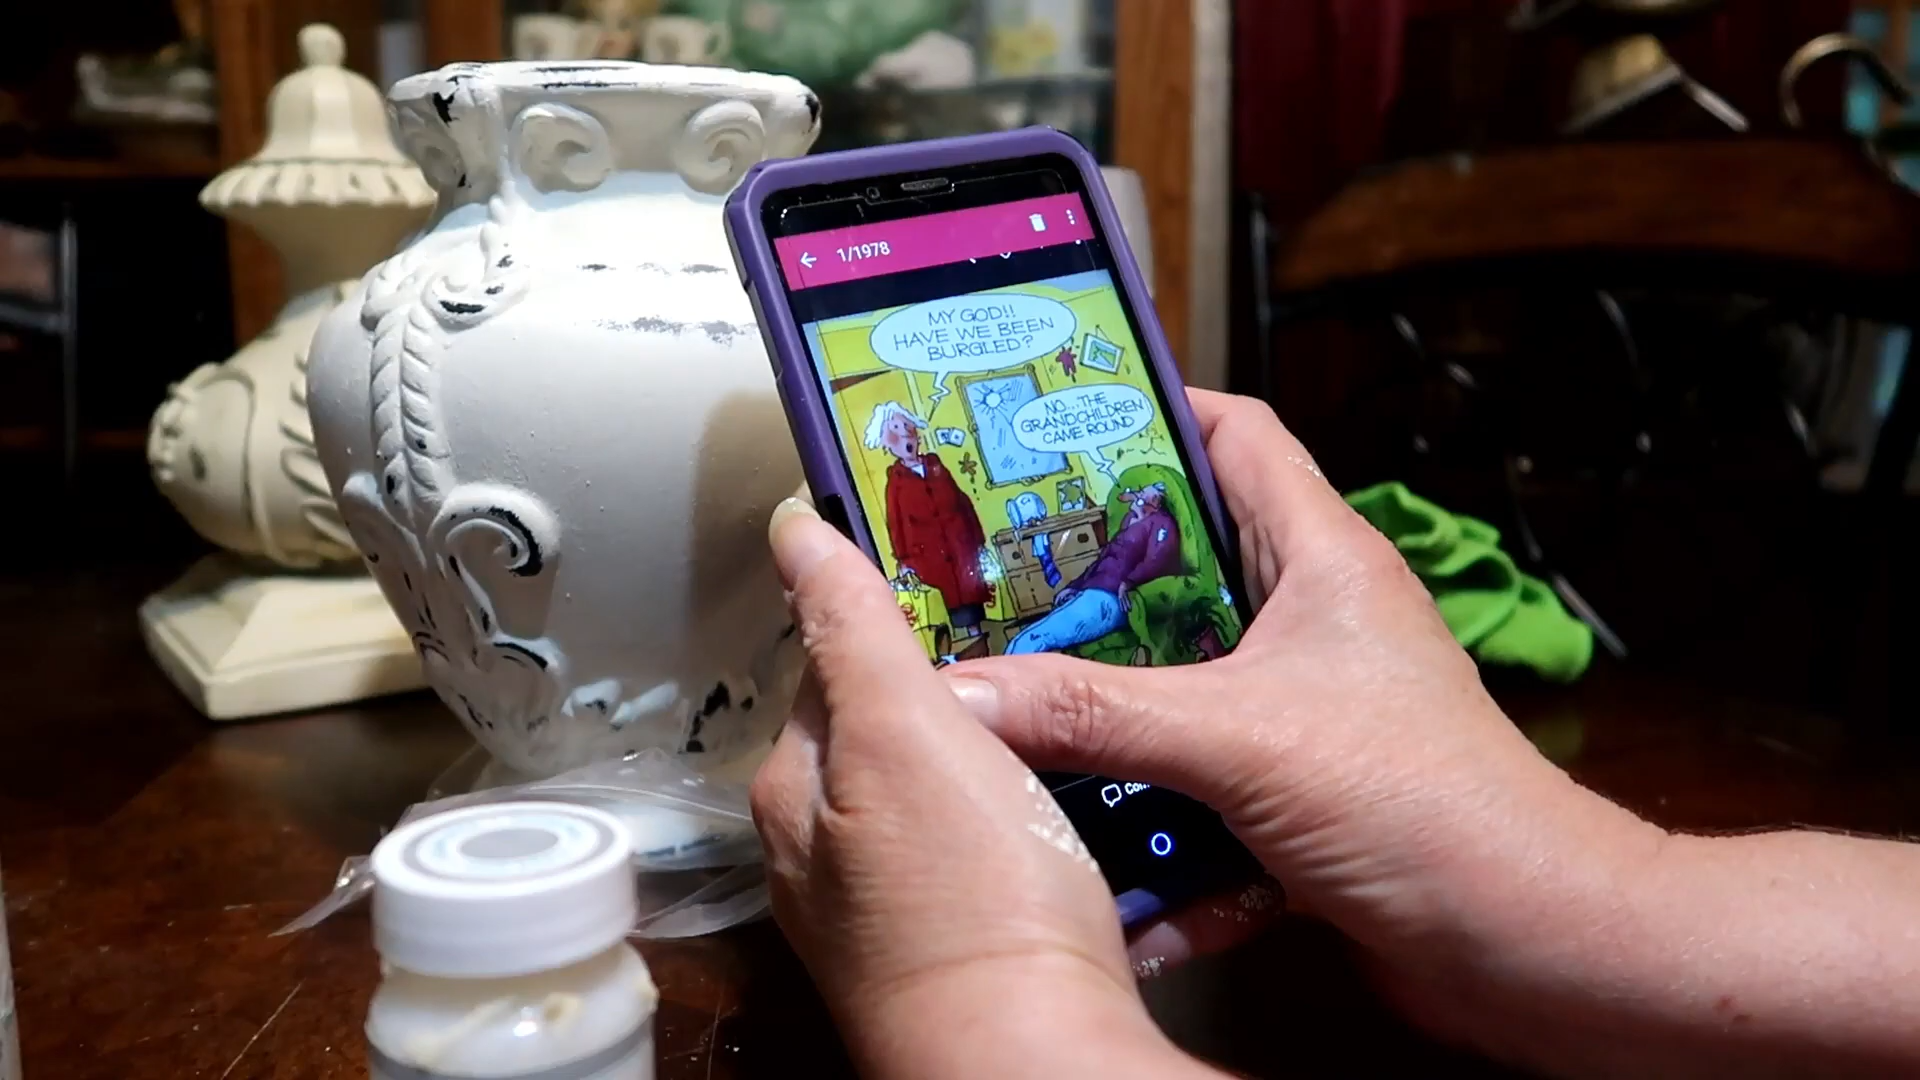 1/1978
MY GOD!!
HAVE WE BEEN
BURGLED?
NO...THE
GRANDCHILDREN
CAME ROUND